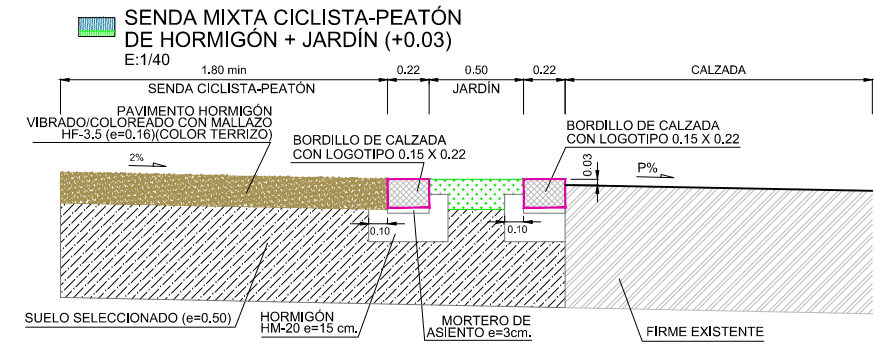 SENDA MIXTA CICLISTA-PEATÓN
DE HORMIGÓN + JARDÍN (+0.03)
E:1/40
1.80 min
0.22
0.50
0.22
CALZADA
SENDA CICLISTA-PEATÓN
JARDÍN
PAVIMENTO HORMIGÓN
VIBRADO/COLOREADO CON MALLAZO
HF-3.5 (e=0.16)(COLOR TERRIZO)
BORDILLO DE CALZADA
CON LOGOTIPO 0.15 X 0.22
BORDILLO DE CALZADA
CON LOGOTIPO 0.15 X 0.22
2%
0.03
P%
0.10
0.10
SUELO SELECCIONADO (e=0.50)
HORMIGÓN
HM-20 e=15 cm.
MORTERO DE
ASIENTO e=3cm.
FIRME EXISTENTE